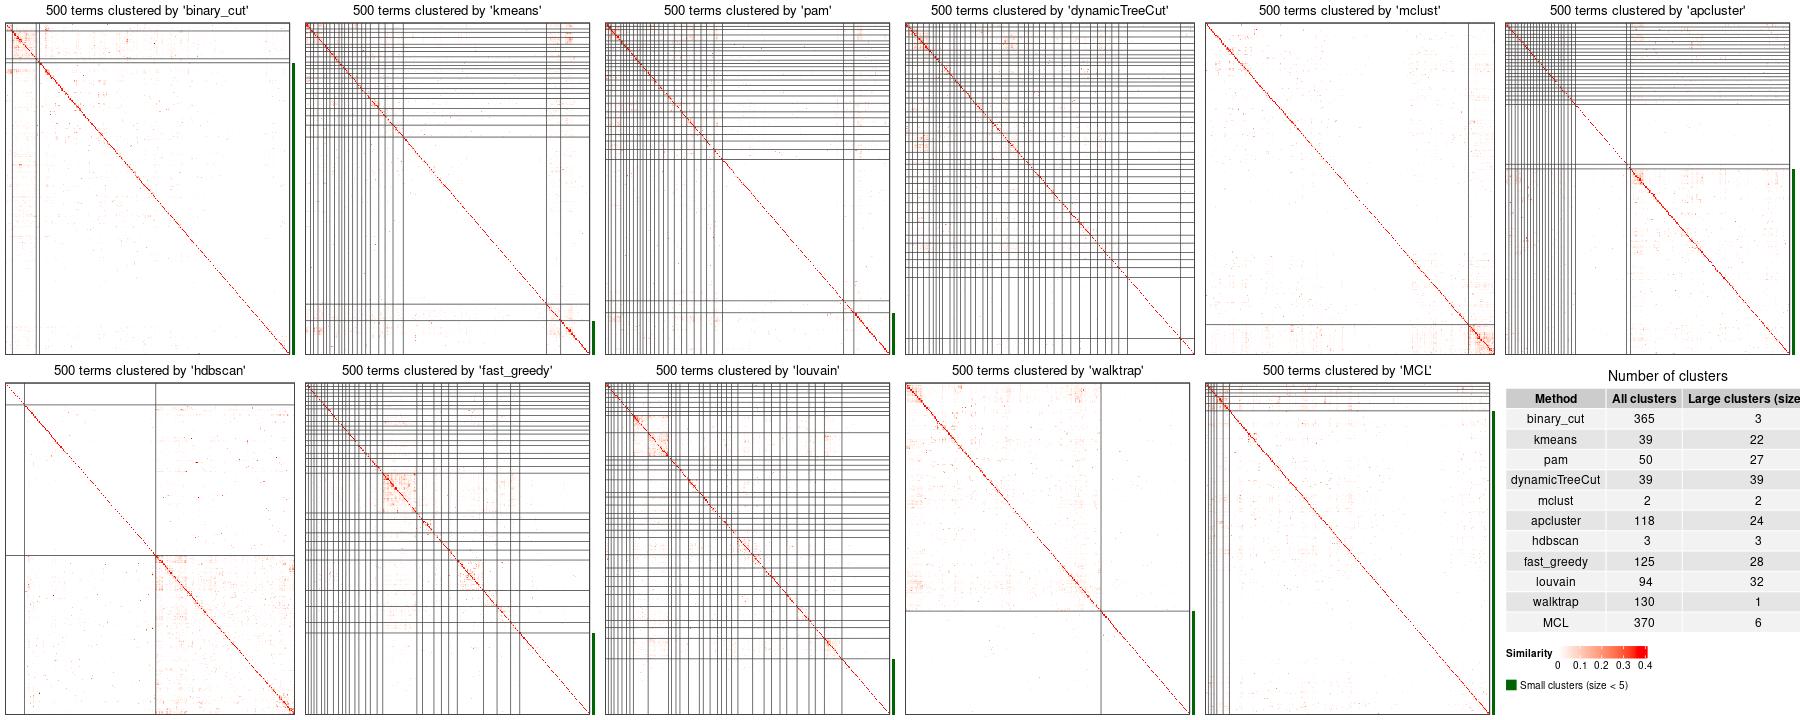 500 terms clustered by 'binary_cut'
500 terms clustered by 'kmeans'
500 terms clustered by 'pam'
500 terms clustered by 'dynamicTreeCut'
500 terms clustered by 'mclust'
500 terms clustered by 'apcluster'
500 terms clustered by 'hdbscan'
500 terms clustered by 'fast_greedy'
500 terms clustered by 'louvain'
500 terms clustered by 'walktrap'
500 terms clustered by 'MCL'
Number of clusters
Method All clusters Large clusters (size
binary_cut 365 3
kmeans 39 22
pam 50 27
dynamicTreeCut 39 39
mclust 2 2
apcluster 118 24
hdbscan 3 3
fast_greedy 125 28
louvain 94 32
walktrap 130 1
MCL 370 6
Similarity
0 0.1 0.2 0.3 0.4
Small clusters (size < 5)